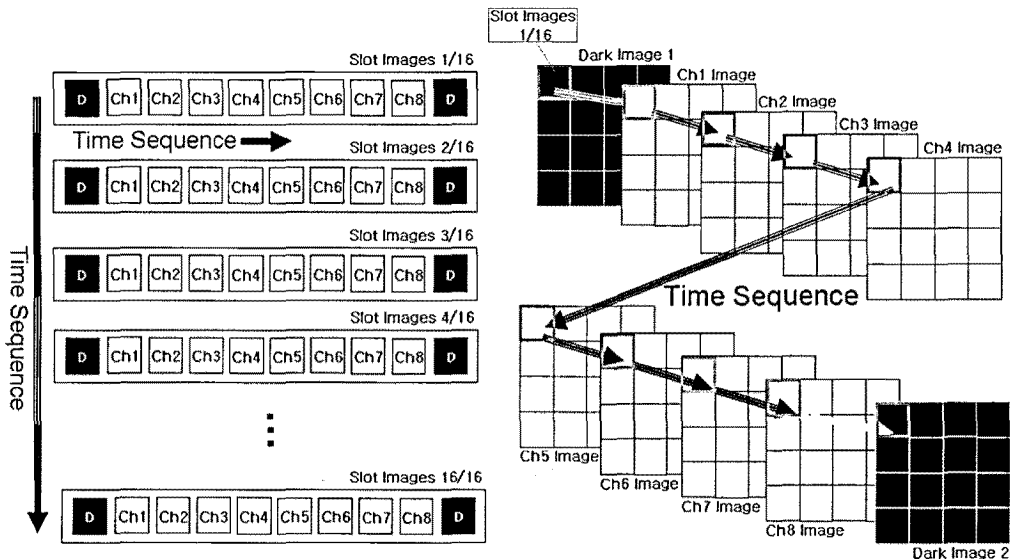 Slot Images 1/16
D Ch1 Ch2 Ch3 Ch4 Ch5 Ch6 Ch7 Ch8 D
Time Sequence
Slot Images 2/16
D Ch1 Ch2 Ch3 Ch4 Ch5 Ch6 Ch7 Ch8 D
Slot Images 3/16
D Ch1 Ch2 Ch3 Ch4 Ch5 Ch6 Ch7 Ch8 D
Slot Images 4/16
D Ch1 Ch2 Ch3 Ch4 Ch5 Ch6 Ch7 Ch8 D
Slot Images 16/16
D Ch1 Ch2 Ch3 Ch4 Ch5 Ch6 Ch7 Ch8 D
Time Sequence
Slot Images
1/16
Dark Image 1
Ch1 Image
Ch2 Image
Ch3 Image
Ch4 Image
Time Sequence
Ch5 Image
Ch6 Image
Ch7 Image
Ch8 Image
Dark Image 2